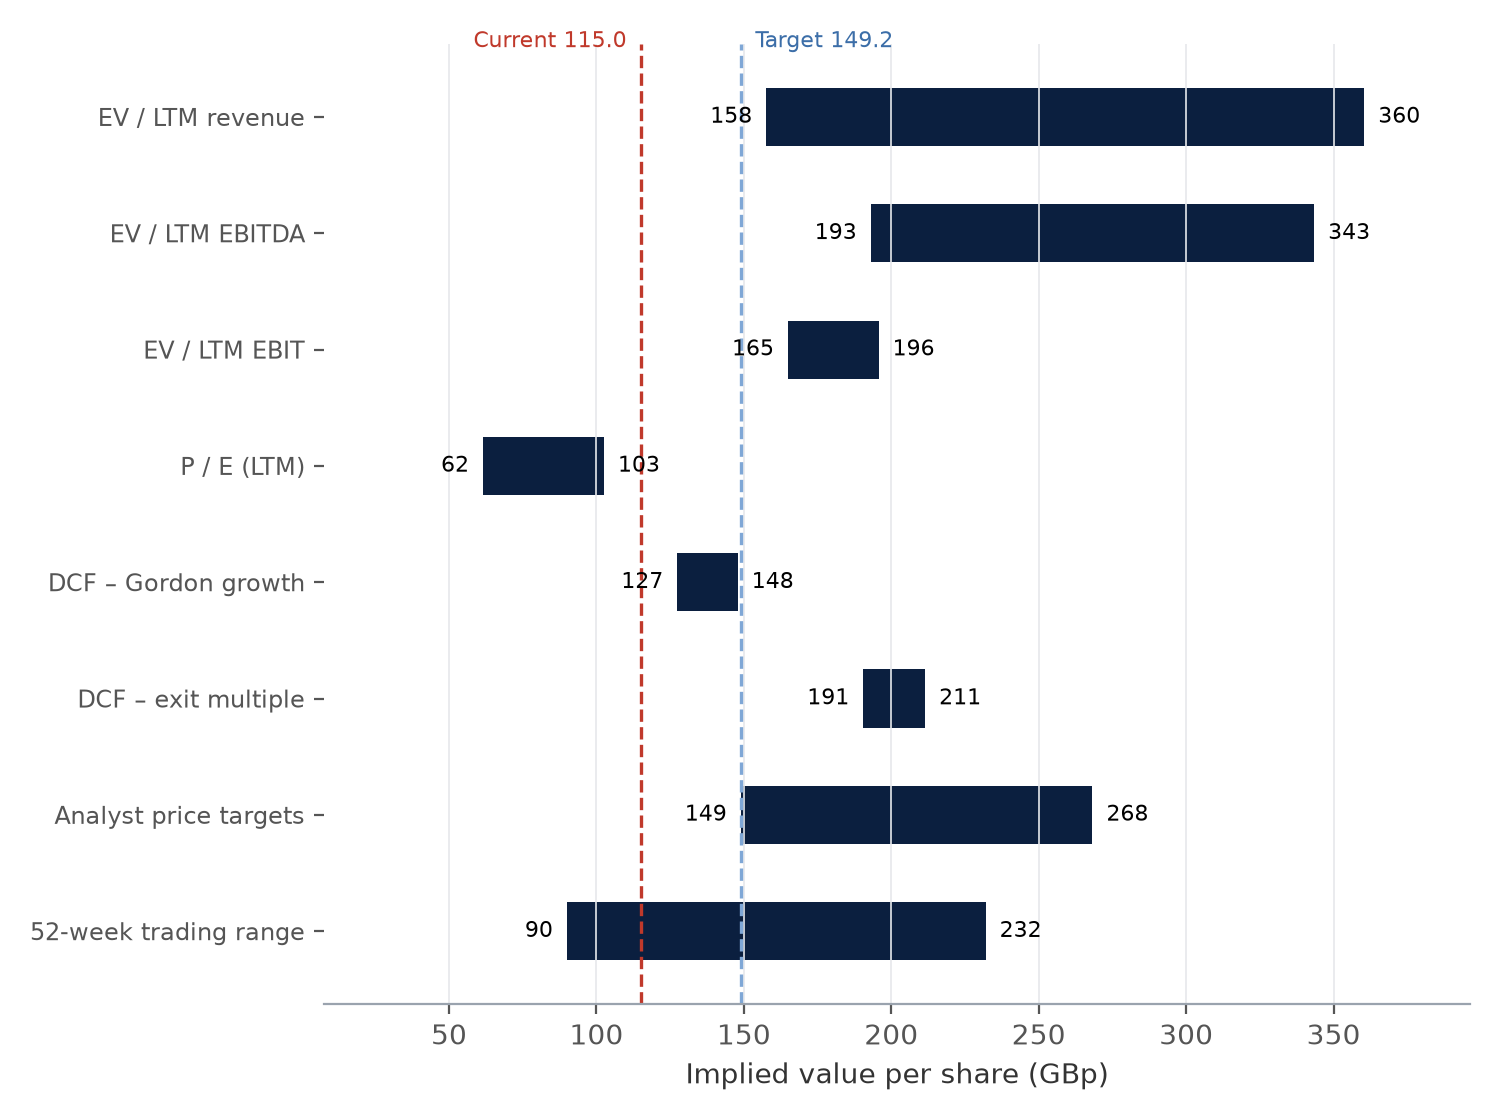 Current 115.0 Target 149.2
EV / LTM revenue 158 360
EV / LTM EBITDA 193 343
EV / LTM EBIT 165 196
P / E (LTM) 62 103
DCF – Gordon growth 127 148
DCF – exit multiple 191 211
Analyst price targets 149 268
52-week trading range 90 232
50 100 150 200 250 300 350
Implied value per share (GBp)